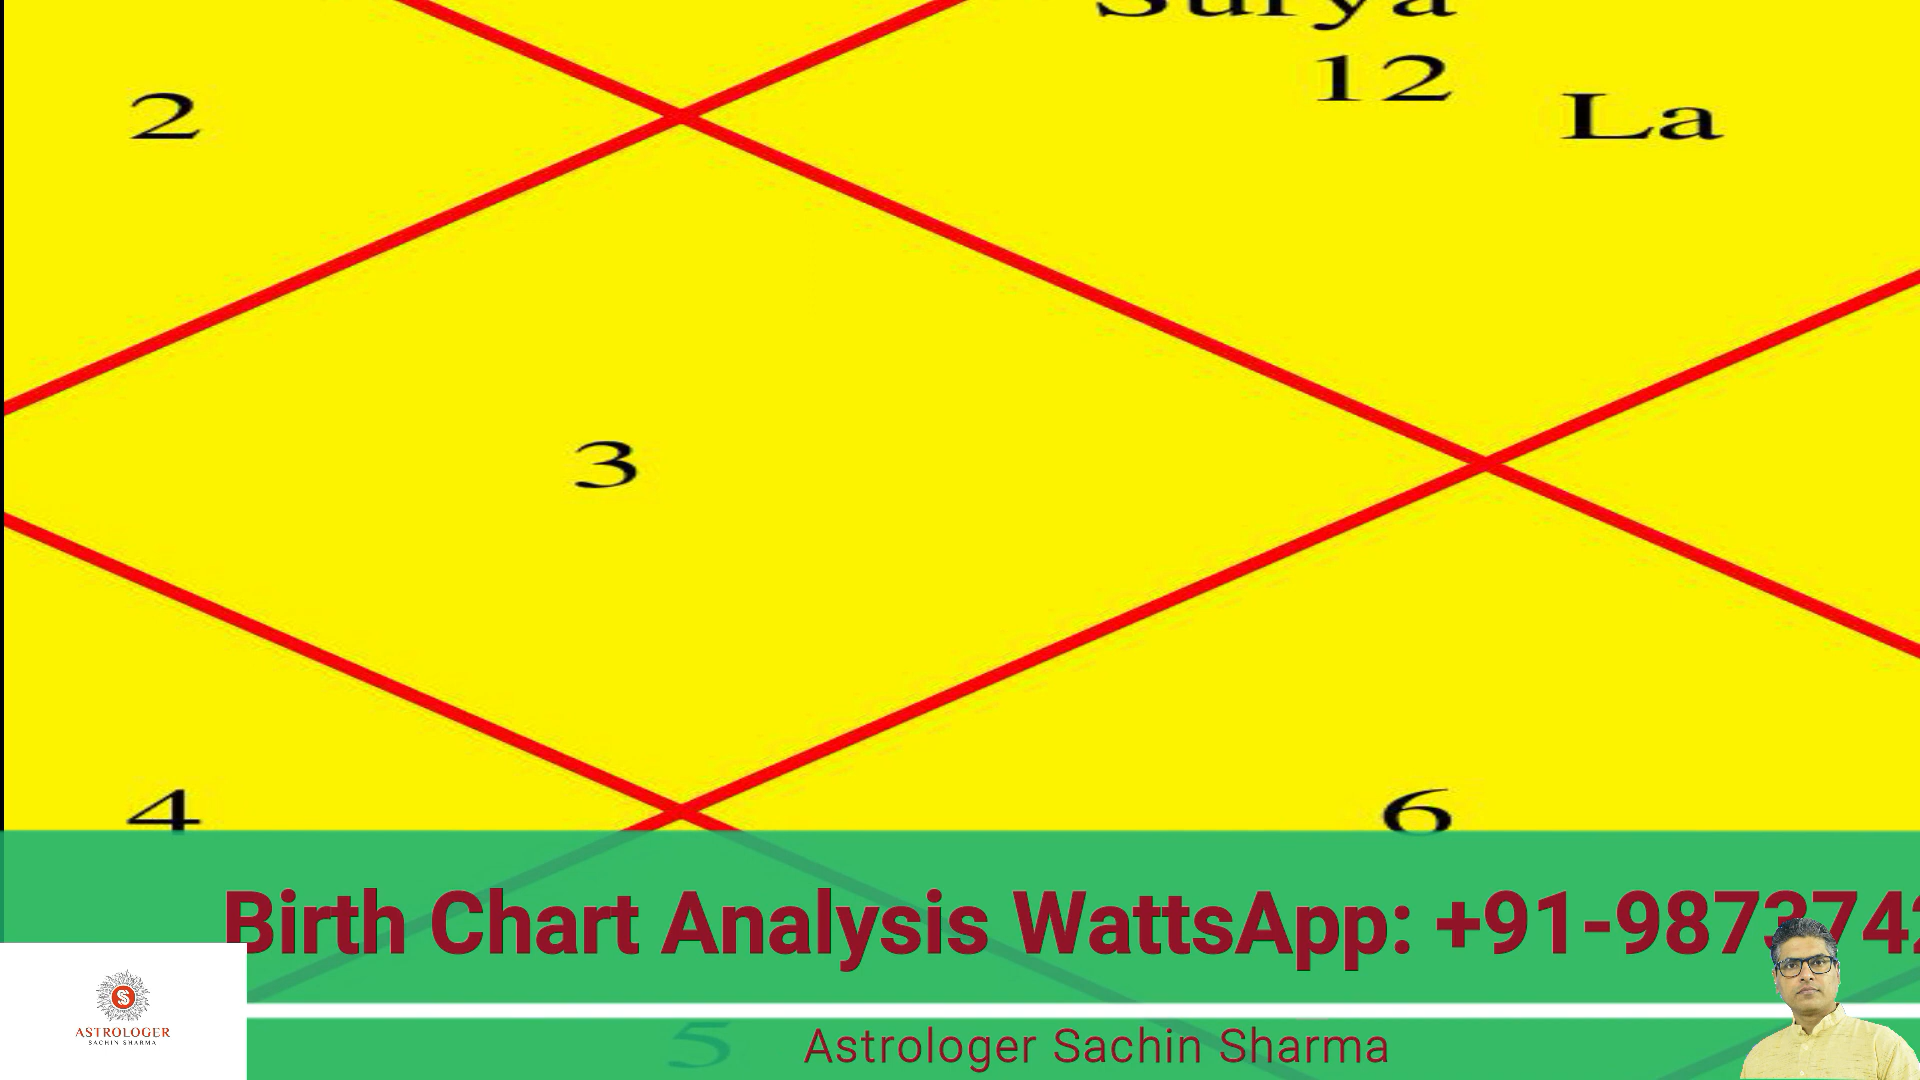 Surya
12
2
La
3
4
6
Birth Chart Analysis WattsApp: +91-9873742
5
Astrologer Sachin Sharma
ASTROLOGER
SACHIN SHARMA